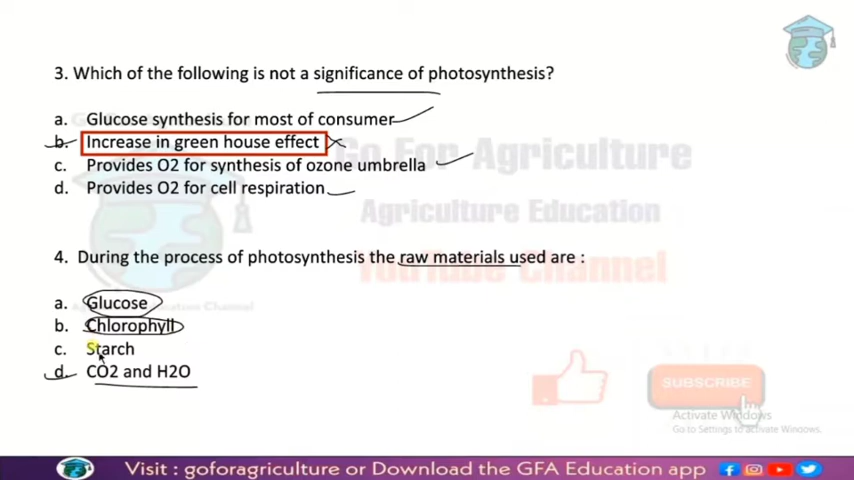 3. Which of the following is not a significance of photosynthesis?
a. Glucose synthesis for most of consumer
b. Increase in green house effect
c. Provides O2 for synthesis of ozone umbrella
d. Provides O2 for cell respiration
Go For Agriculture
Agriculture Education
YouTube Channel
4. During the process of photosynthesis the raw materials used are :
a. Glucose
b. Chlorophyll
c. Starch
d. CO2 and H2O
SUBSCRIBE
Activate Windows
Go to Settings to activate Windows.
Visit : goforagriculture or Download the GFA Education app